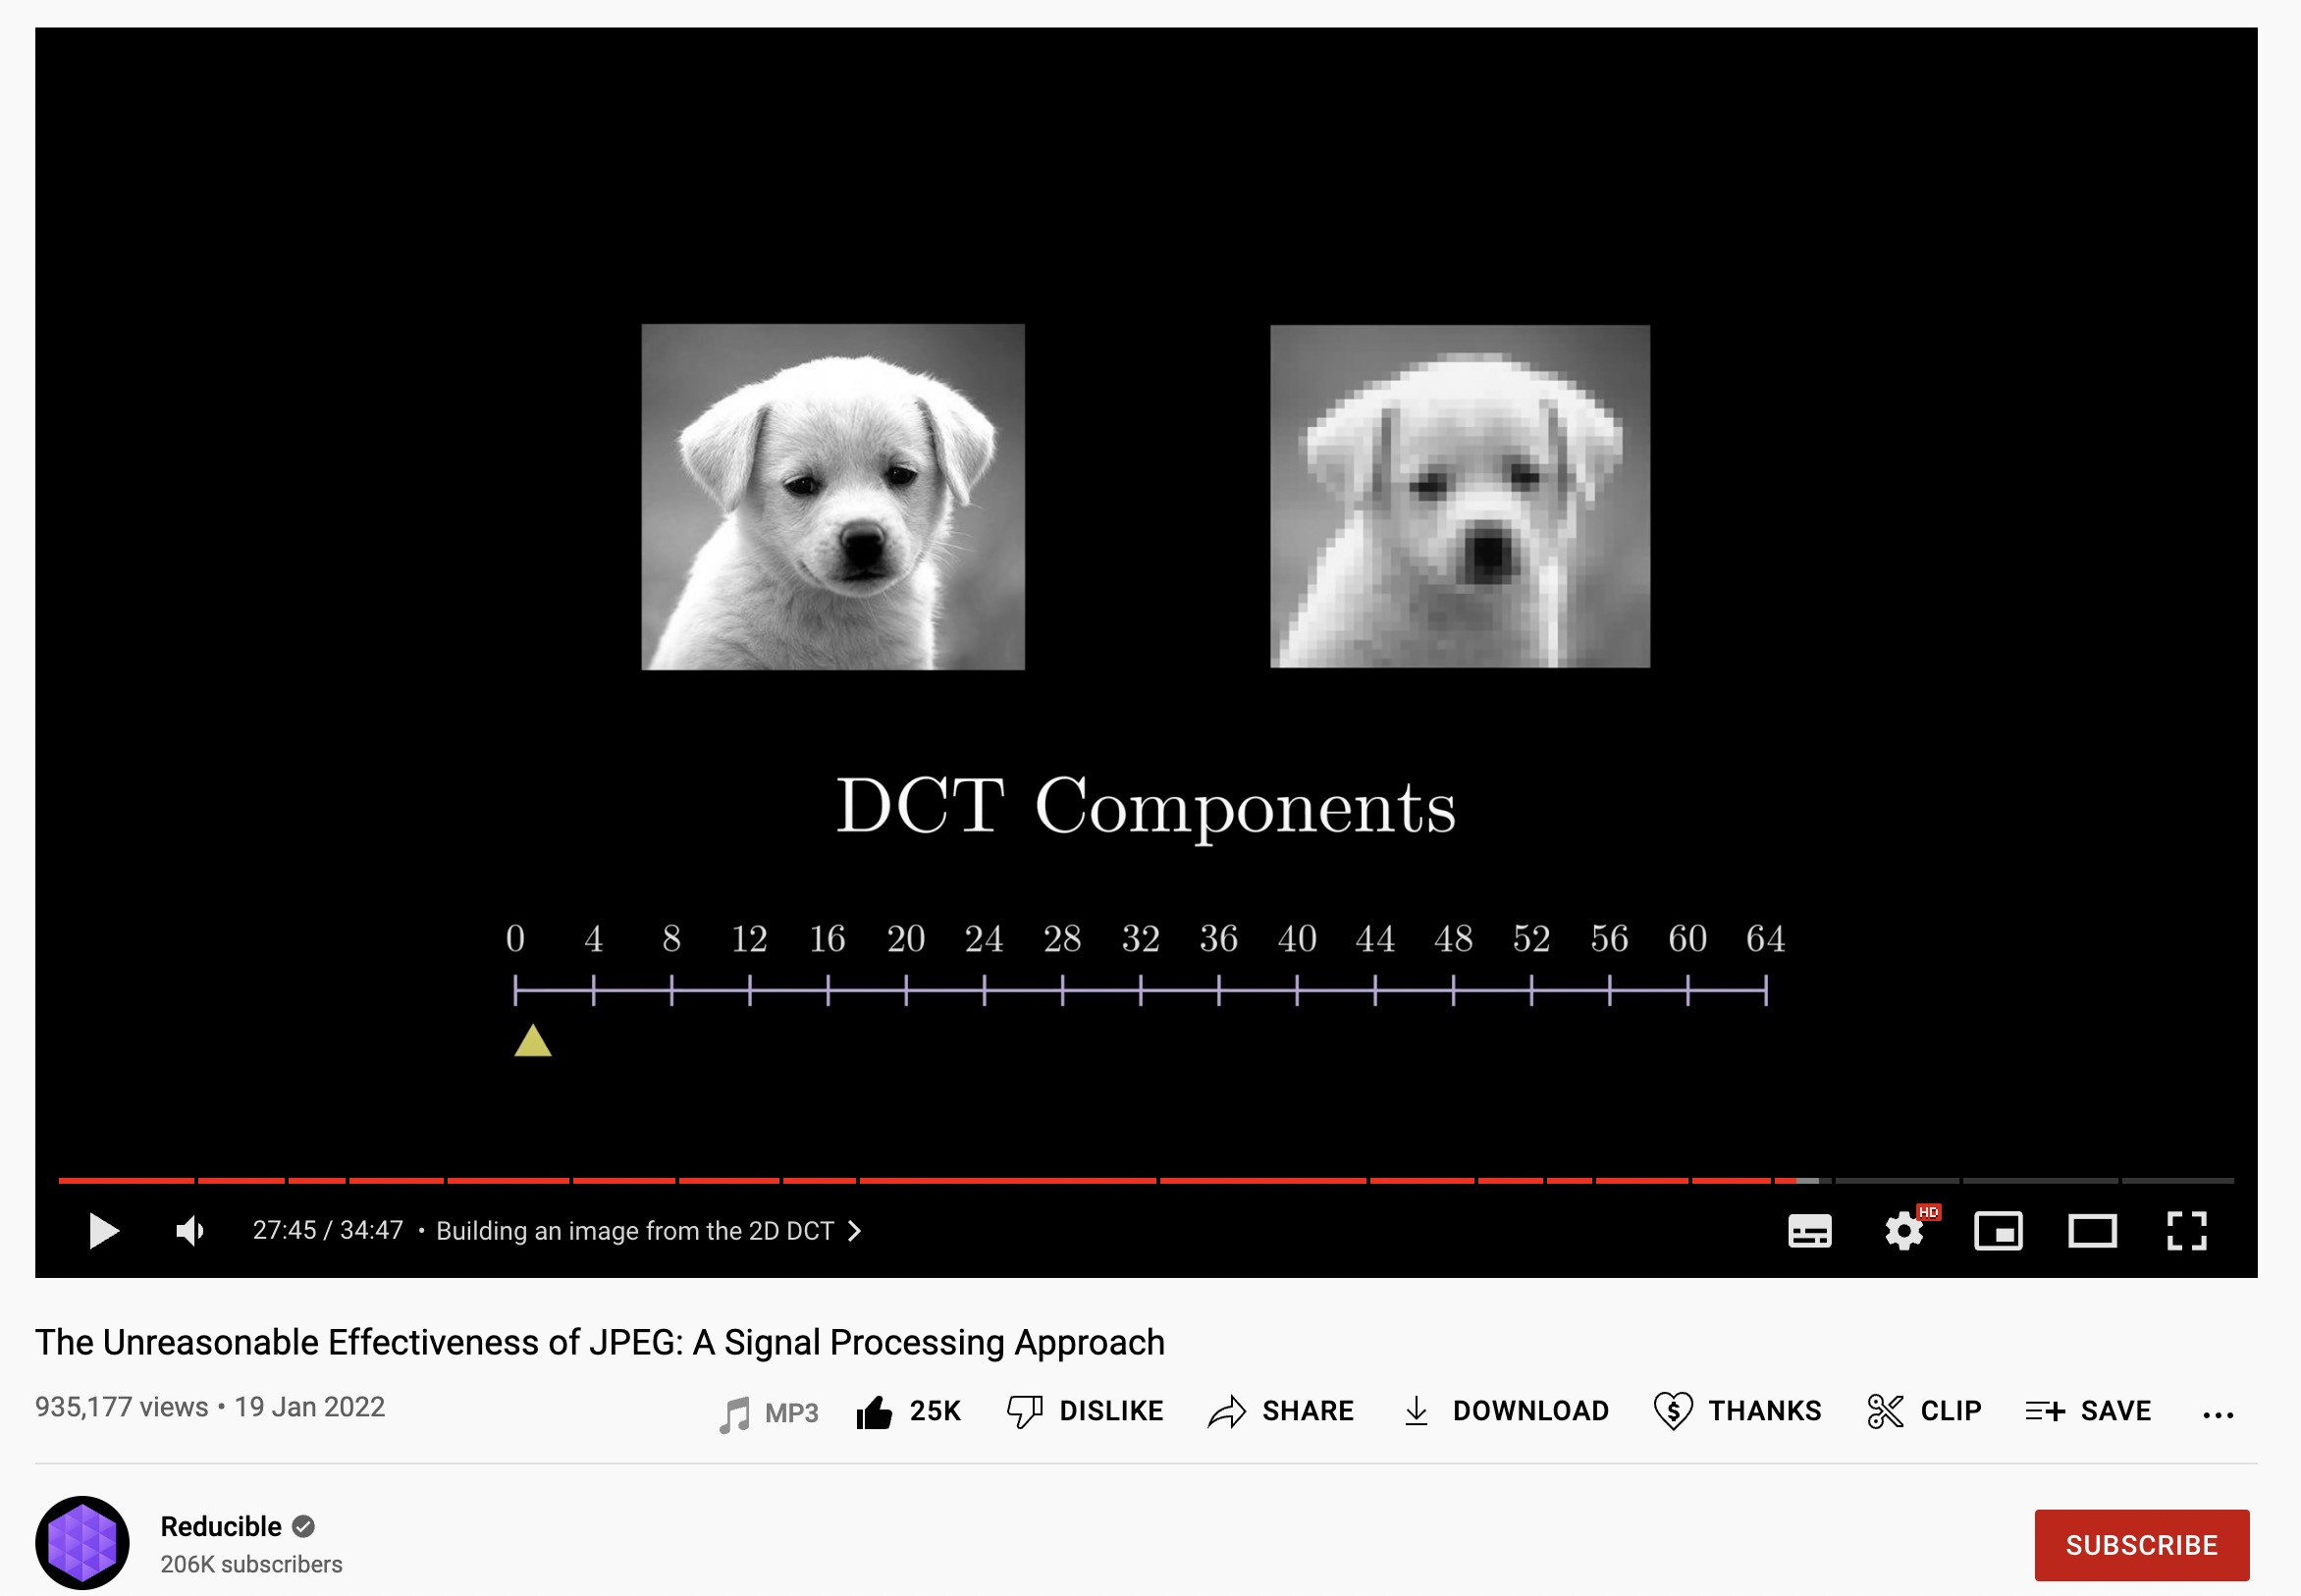 DCT Components
0 4 8 12 16 20 24 28 32 36 40 44 48 52 56 60 64
27:45 / 34:47 • Building an image from the 2D DCT
HD
The Unreasonable Effectiveness of JPEG: A Signal Processing Approach
935,177 views • 19 Jan 2022
MP3 25K DISLIKE SHARE DOWNLOAD THANKS CLIP SAVE ...
Reducible
206K subscribers
SUBSCRIBE